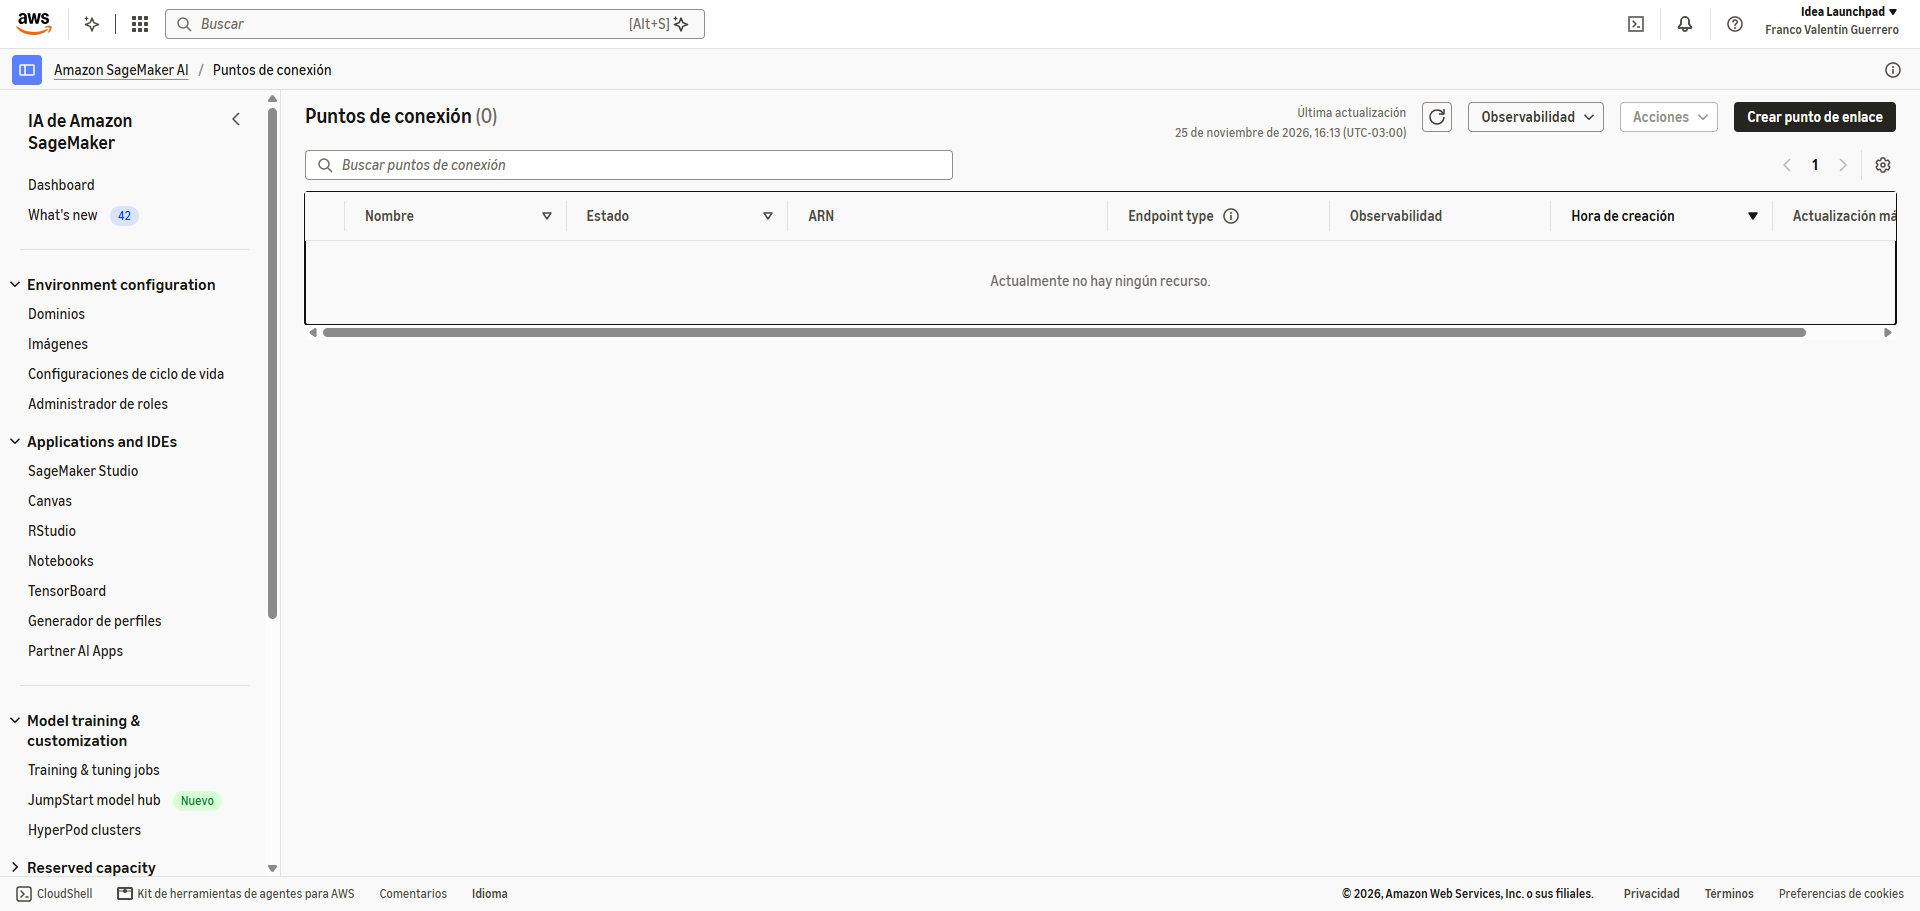 aws
Buscar
[Alt+S]
Idea Launchpad
Franco Valentín Guerrero
Amazon SageMaker AI / Puntos de conexión
IA de Amazon
SageMaker
Dashboard
What's new 42
Environment configuration
Dominios
Imágenes
Configuraciones de ciclo de vida
Administrador de roles
Applications and IDEs
SageMaker Studio
Canvas
RStudio
Notebooks
TensorBoard
Generador de perfiles
Partner AI Apps
Model training &
customization
Training & tuning jobs
JumpStart model hub Nuevo
HyperPod clusters
Reserved capacity
Puntos de conexión (0)
Última actualización
25 de noviembre de 2026, 16:13 (UTC-03:00)
Observabilidad
Acciones
Crear punto de enlace
Buscar puntos de conexión
1
Nombre Estado ARN Endpoint type Observabilidad Hora de creación Actualización má
Actualmente no hay ningún recurso.
CloudShell Kit de herramientas de agentes para AWS Comentarios Idioma
© 2026, Amazon Web Services, Inc. o sus filiales. Privacidad Términos Preferencias de cookies